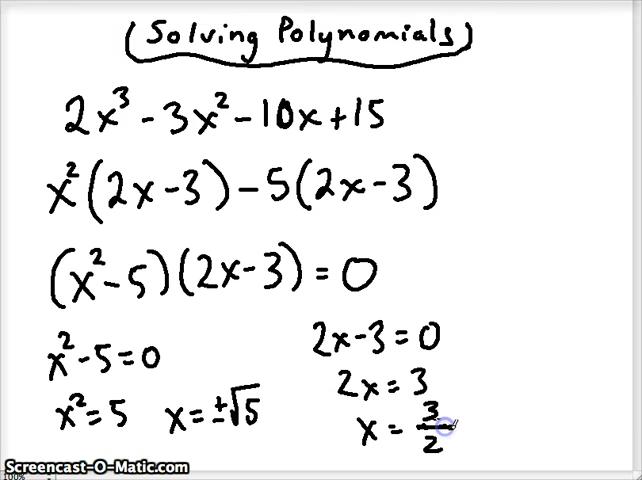 (Solving Polynomials)
2x³ - 3x² - 10x + 15
x²(2x - 3) - 5(2x - 3)
(x² - 5)(2x - 3) = 0
x² - 5 = 0
x² = 5 x = ±√5
2x - 3 = 0
2x = 3
x = 3/2
Screencast-O-Matic.com
100%